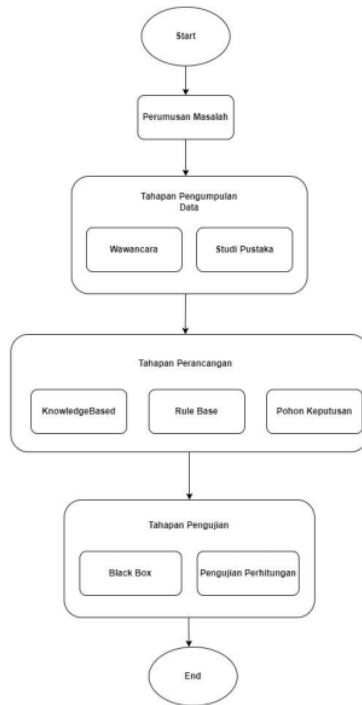 Start
Perumusan Masalah
Tahapan Pengumpulan
Data
Wawancara
Studi Pustaka
Tahapan Perancangan
KnowledgeBased
Rule Base
Pohon Keputusan
Tahapan Pengujian
Black Box
Pengujian Perhitungan
End